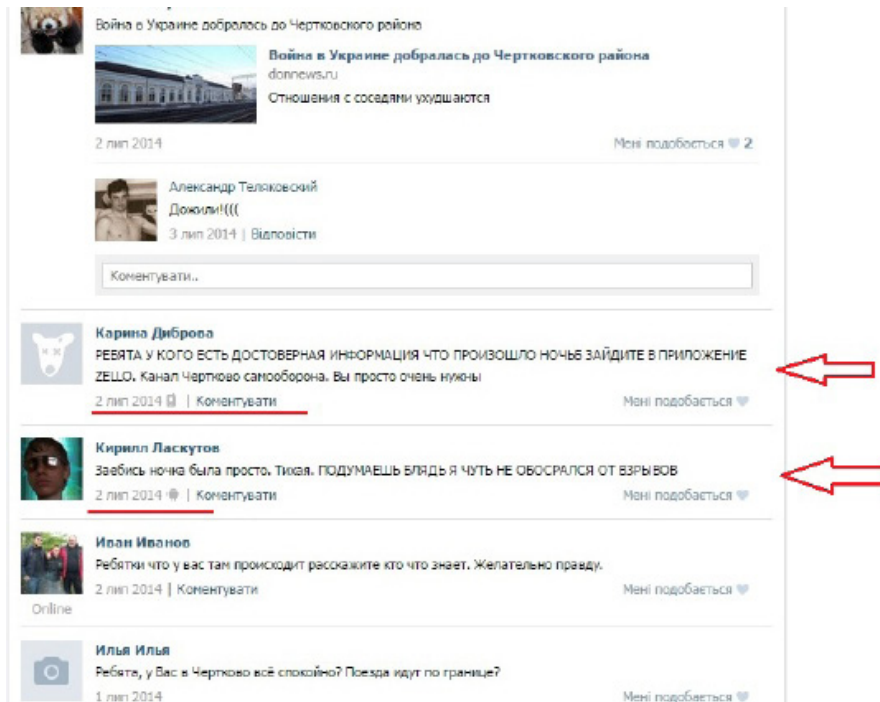 Война в Украине добралась до Чертковского района
Война в Украине добралась до Чертковского района
donnews.ru
Отношения с соседями ухудшаются
2 лип 2014
Мені подобається 2
Александр Теляковский
Дожили!(((
3 лип 2014 | Відповісти
Коментувати..
Карина Диброва
РЕБЯТА У КОГО ЕСТЬ ДОСТОВЕРНАЯ ИНФОРМАЦИЯ ЧТО ПРОИЗОШЛО НОЧЬБ ЗАЙДИТЕ В ПРИЛОЖЕНИЕ
ZELLO. Канал Чертково самооборона. Вы просто очень нужны
2 лип 2014 | Коментувати
Мені подобається
Кирилл Ласкутов
Заебись ночка была просто. Тихая. ПОДУМАЕШЬ БЛЯДЬ Я ЧУТЬ НЕ ОБОСРАЛСЯ ОТ ВЗРЫВОВ
2 лип 2014 | Коментувати
Мені подобається
Иван Иванов
Ребятки что у вас там происходит расскажите кто что знает. Желательно правду.
2 лип 2014 | Коментувати
Мені подобається
Online
Илья Илья
Ребята, у Вас в Чертково всё спокойно? Поезда идут по границе?
1 лип 2014
Мені подобається